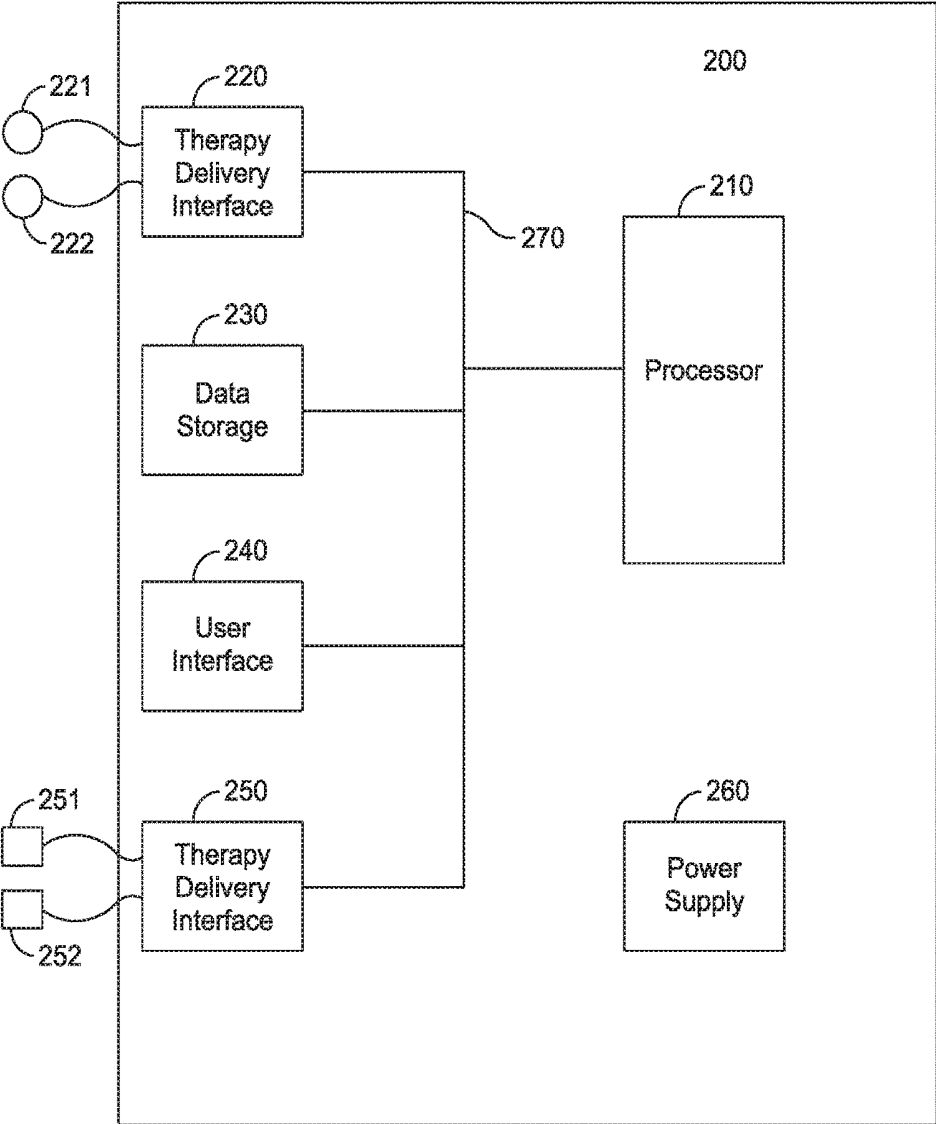 200
221
220
Therapy
Delivery
Interface
222
210
270
Processor
230
Data
Storage
240
User
Interface
251
250
Therapy
Delivery
Interface
252
260
Power
Supply